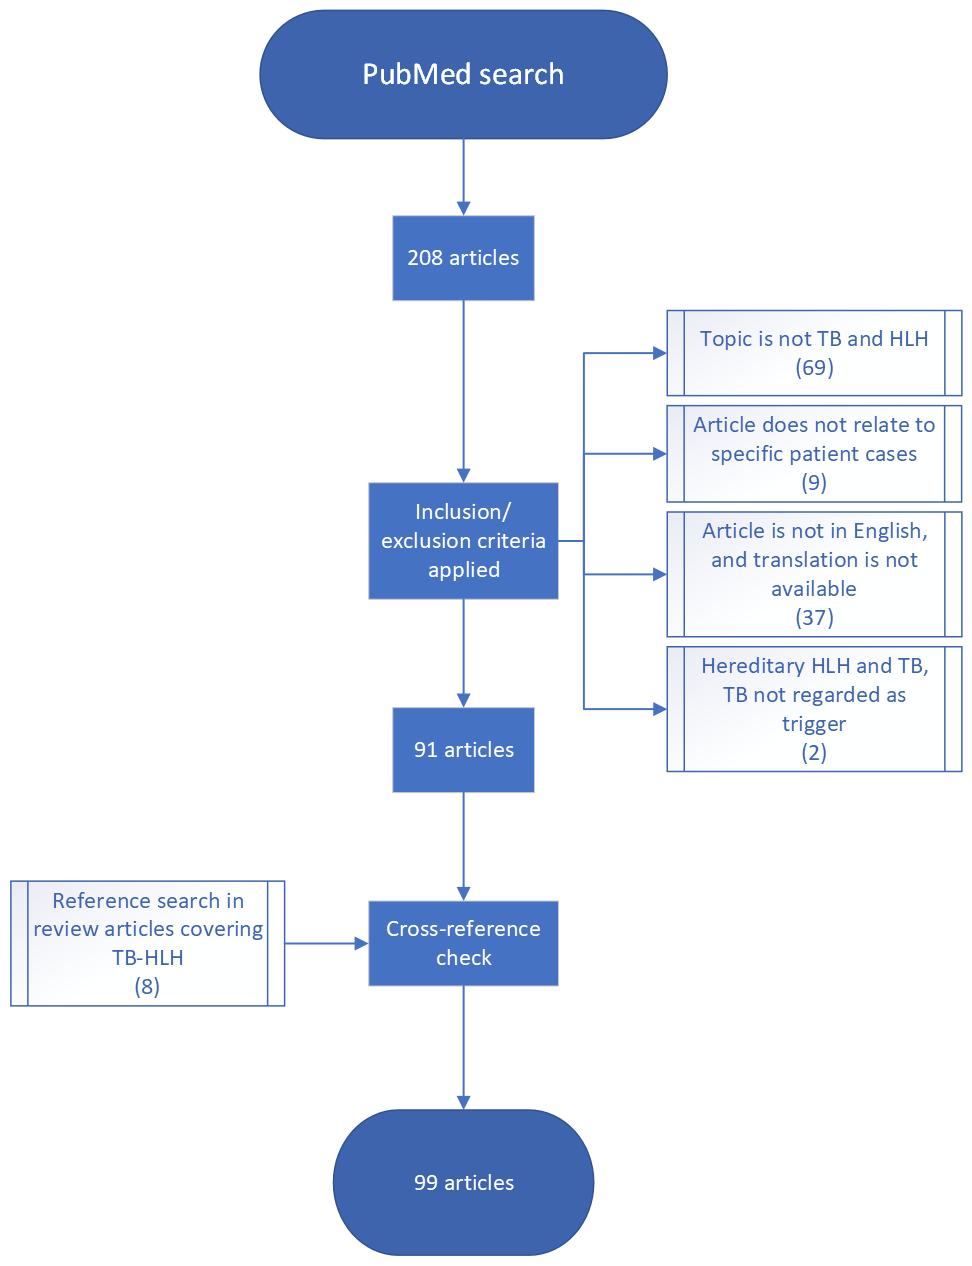 PubMed search
208 articles
Topic is not TB and HLH
(69)
Article does not relate to
specific patient cases
(9)
Inclusion/
exclusion criteria
applied
Article is not in English,
and translation is not
available
(37)
Hereditary HLH and TB,
TB not regarded as
trigger
(2)
91 articles
Reference search in
review articles covering
TB-HLH
(8)
Cross-reference
check
99 articles